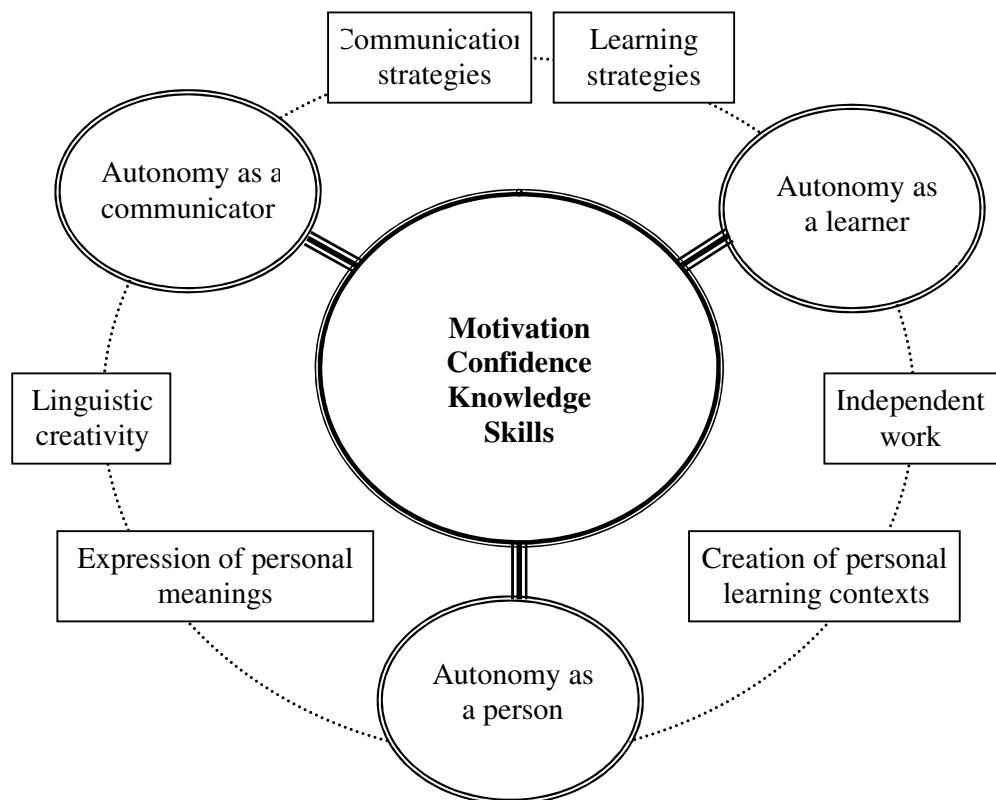 Communication
strategies
Learning
strategies
Autonomy as a
communicator
Autonomy as
a learner
Motivation
Confidence
Knowledge
Skills
Linguistic
creativity
Independent
work
Expression of personal
meanings
Creation of personal
learning contexts
Autonomy as
a person